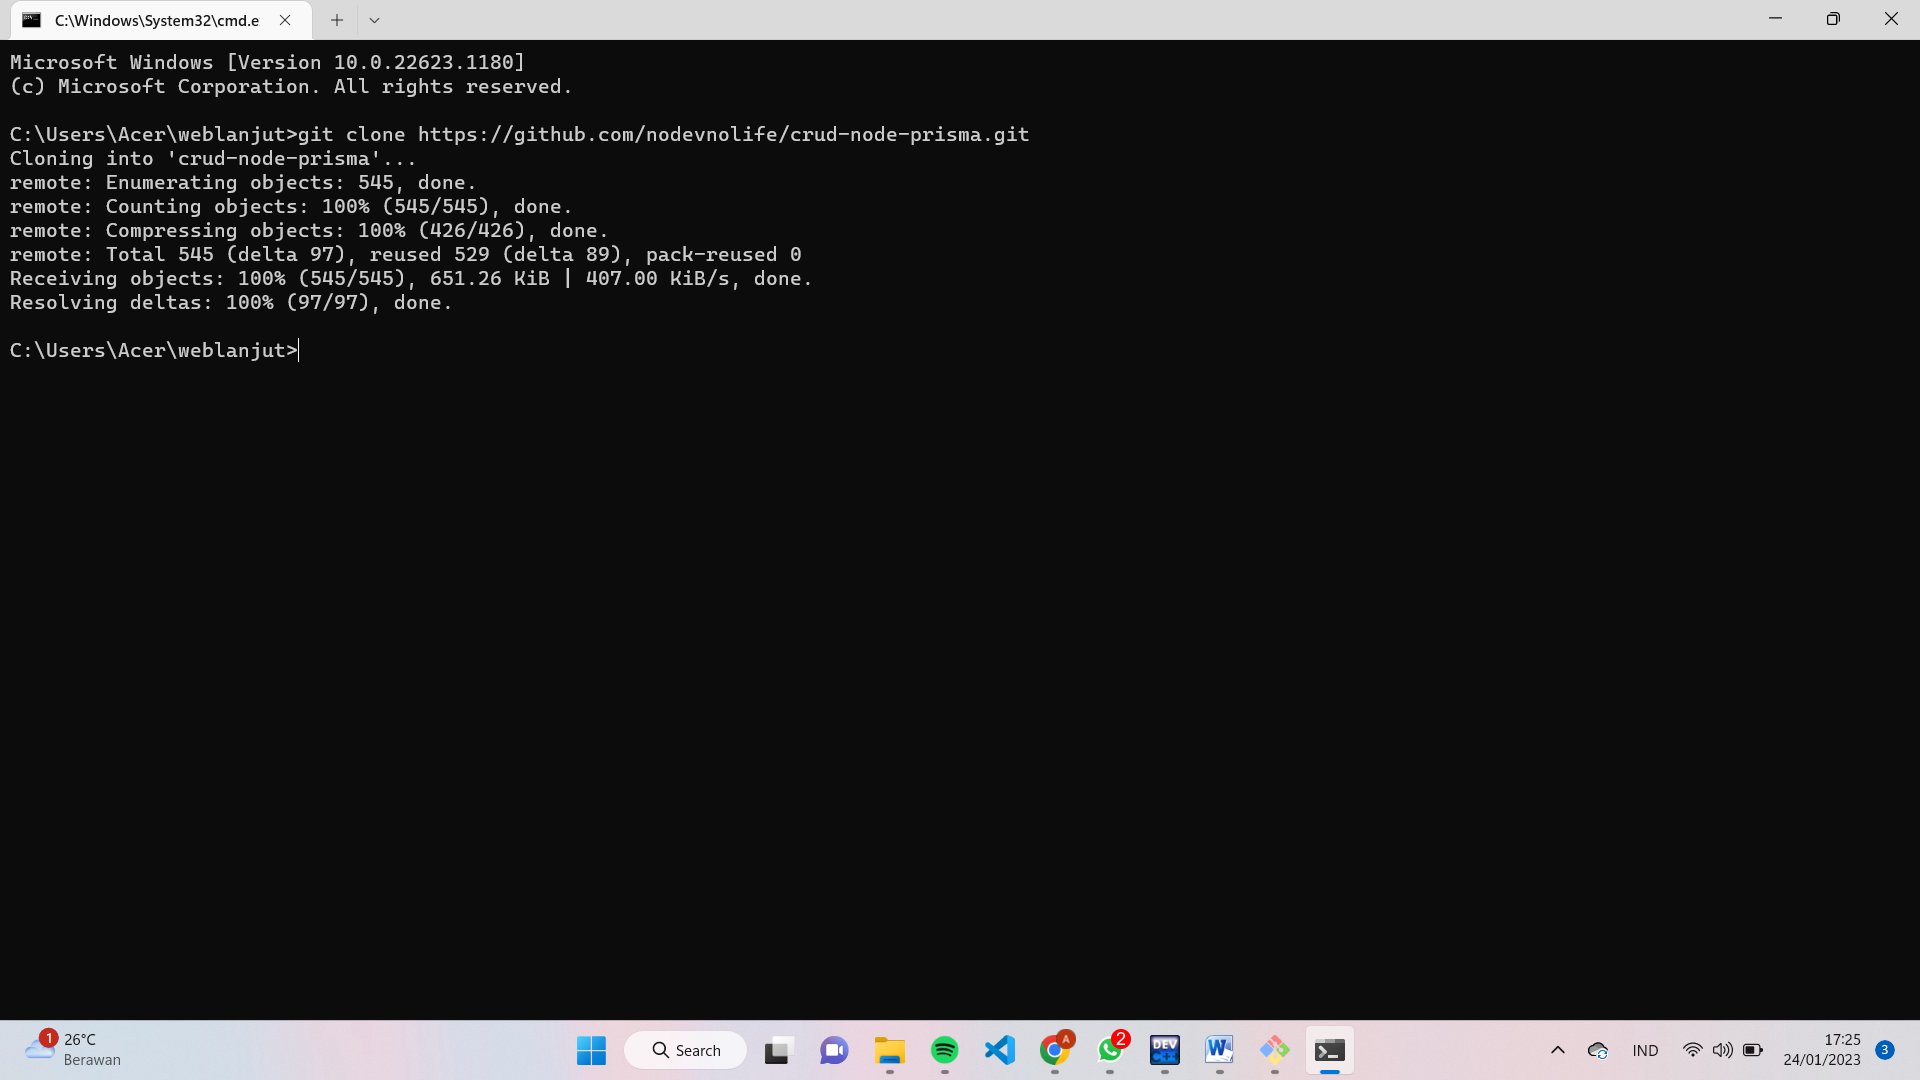 C:\Windows\System32\cmd.e
Microsoft Windows [Version 10.0.22623.1180]
(c) Microsoft Corporation. All rights reserved.
C:\Users\Acer\weblanjut>git clone https://github.com/nodevnolife/crud-node-prisma.git
Cloning into 'crud-node-prisma'...
remote: Enumerating objects: 545, done.
remote: Counting objects: 100% (545/545), done.
remote: Compressing objects: 100% (426/426), done.
remote: Total 545 (delta 97), reused 529 (delta 89), pack-reused 0
Receiving objects: 100% (545/545), 651.26 KiB | 407.00 KiB/s, done.
Resolving deltas: 100% (97/97), done.
C:\Users\Acer\weblanjut>
1
26°C
Berawan
Search
A
2
DEV
C++
W
IND
17:25
24/01/2023
3